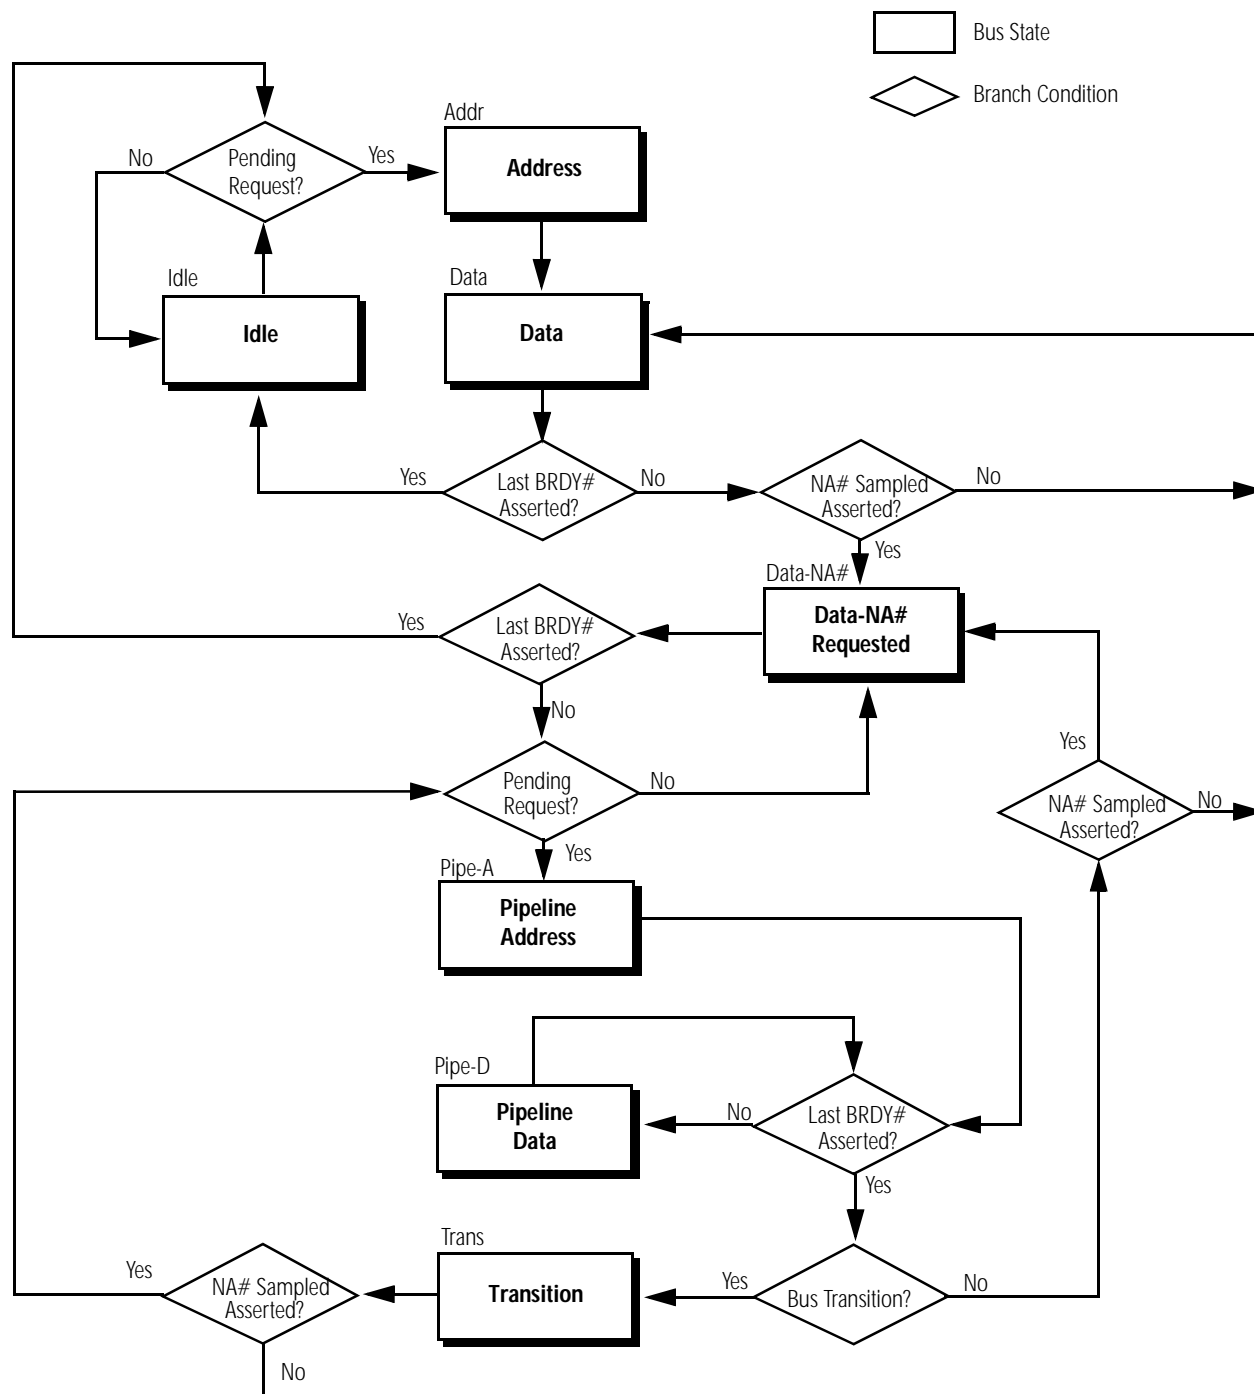 Bus State
Branch Condition
Addr
No
Pending
Request?
Yes
Address
Idle
Idle
Data
Data
Yes
Last BRDY#
Asserted?
No
NA# Sampled
Asserted?
No
Yes
Data-NA#
Data-NA#
Requested
Yes
Last BRDY#
Asserted?
No
Pending
Request?
No
Yes
Yes
NA# Sampled
Asserted?
No
Pipe-A
Pipeline
Address
Pipe-D
Pipeline
Data
No
Last BRDY#
Asserted?
Yes
Trans
Transition
Yes
Bus Transition?
No
Yes
NA# Sampled
Asserted?
No